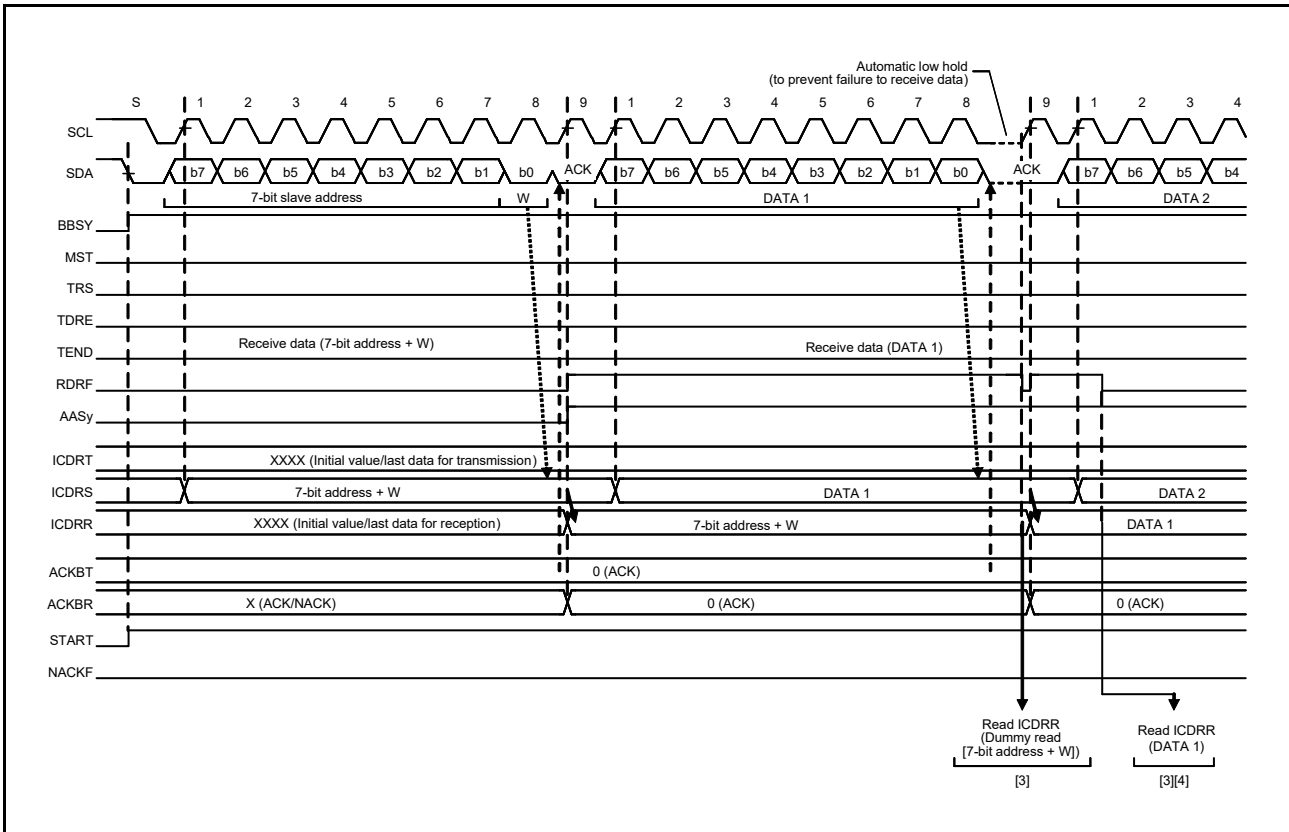 Automatic low hold
(to prevent failure to receive data)
S 1 2 3 4 5 6 7 8 9 1 2 3 4 5 6 7 8 9 1 2 3 4
SCL
SDA b7 b6 b5 b4 b3 b2 b1 b0 ACK b7 b6 b5 b4 b3 b2 b1 b0 ACK b7 b6 b5 b4
7-bit slave address W DATA 1 DATA 2
BBSY
MST
TRS
TDRE
Receive data (7-bit address + W) Receive data (DATA 1)
TEND
RDRF
AASy
ICDRT XXXX (Initial value/last data for transmission)
ICDRS 7-bit address + W DATA 1 DATA 2
ICDRR XXXX (Initial value/last data for reception) 7-bit address + W DATA 1
ACKBT 0 (ACK)
ACKBR X (ACK/NACK) 0 (ACK) 0 (ACK)
START
NACKF
Read ICDRR
(Dummy read
[7-bit address + W])
[3]
Read ICDRR
(DATA 1)
[3][4]